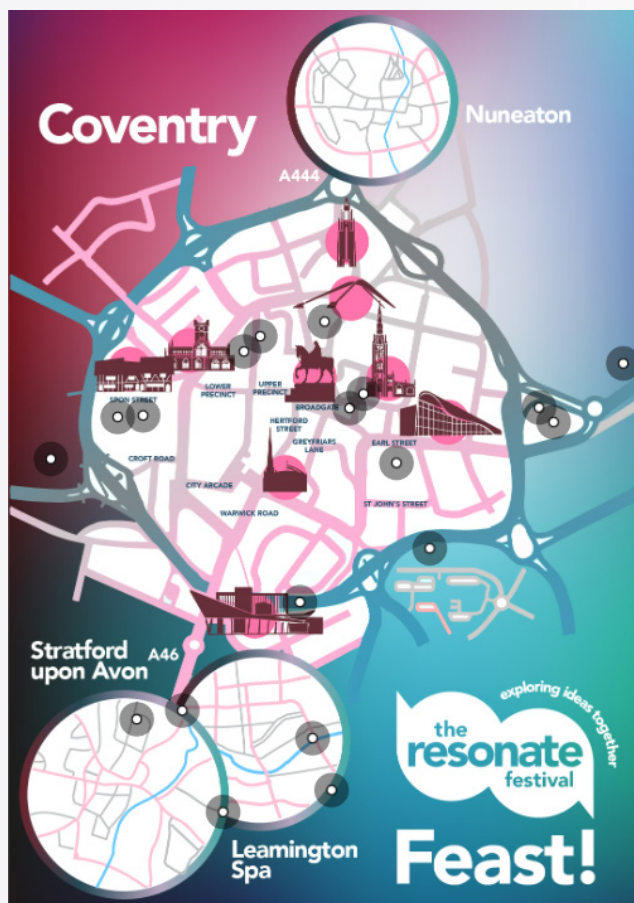 Coventry
Nuneaton
A444
SPON STREET
LOWER
PRECINCT
UPPER
PRECINCT
BROADGATE
HERTFORD
STREET
GREYFRIARS
LANE
EARL STREET
CROFT ROAD
CITY ARCADE
WARWICK ROAD
ST JOHN'S STREET
Stratford
upon Avon
A46
Leamington
Spa
exploring ideas together
the
resonate
festival
Feast!